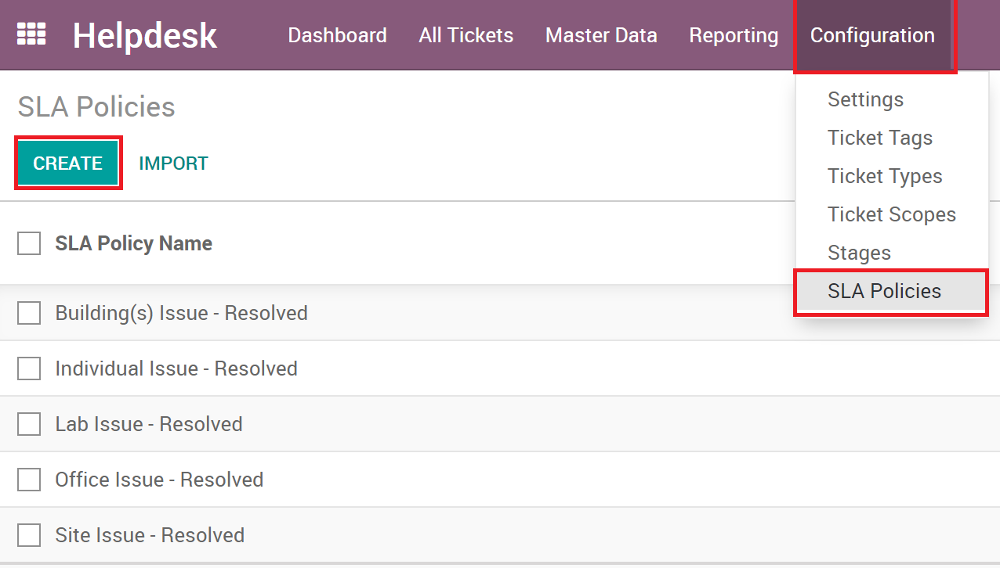 Helpdesk Dashboard All Tickets Master Data Reporting Configuration
SLA Policies
CREATE IMPORT
Settings
Ticket Tags
Ticket Types
Ticket Scopes
Stages
SLA Policies
SLA Policy Name
Building(s) Issue - Resolved
Individual Issue - Resolved
Lab Issue - Resolved
Office Issue - Resolved
Site Issue - Resolved